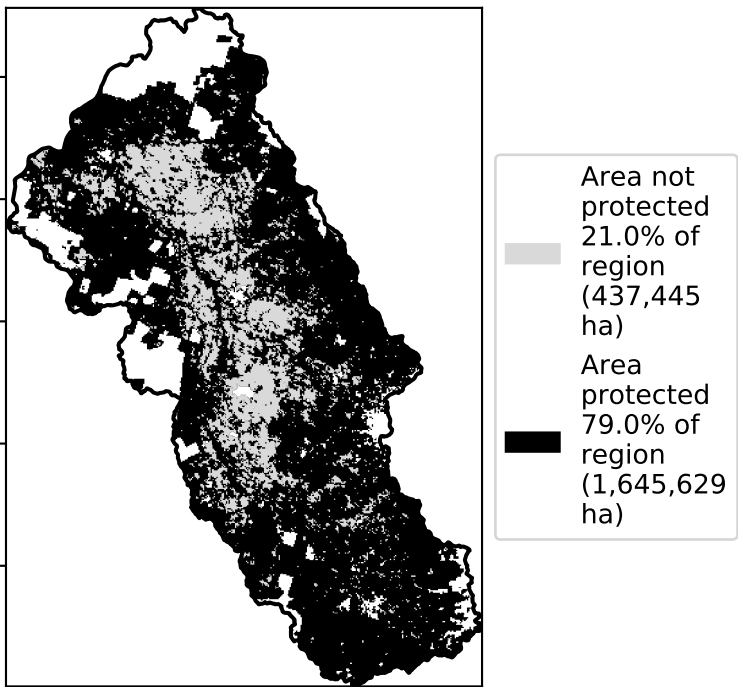 Area not
protected
21.0% of
region
(437,445
ha)
Area
protected
79.0% of
region
(1,645,629
ha)